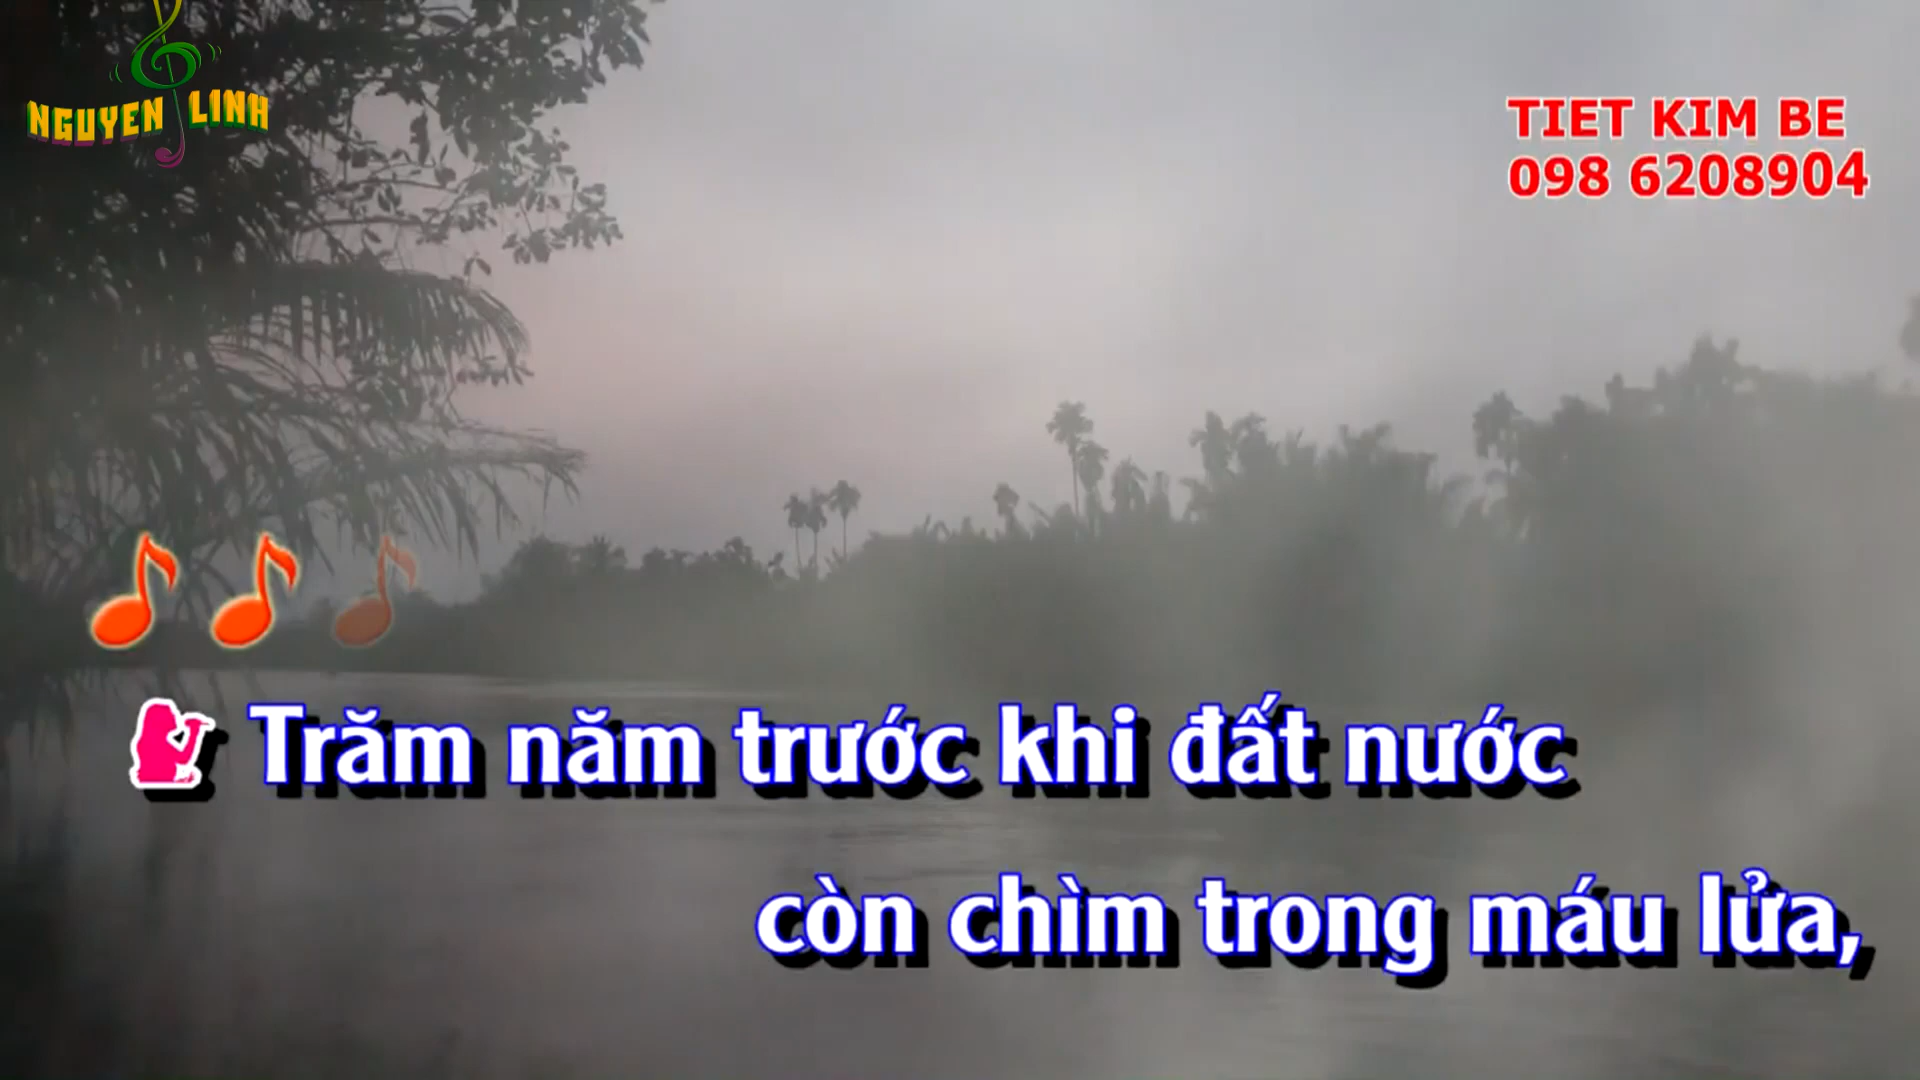 NGUYEN LINH
TIET KIM BE
098 6208904
Trăm năm trước khi đất nước
còn chìm trong máu lửa,